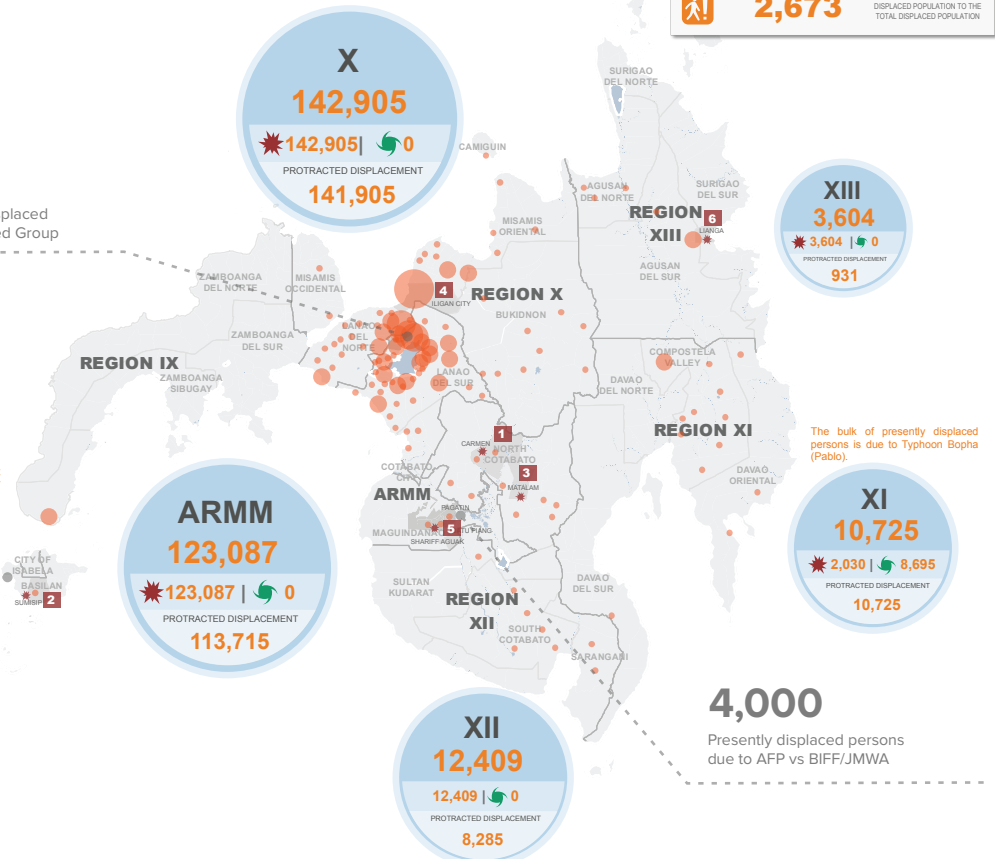 2,673
DISPLACED POPULATION TO THE
TOTAL DISPLACED POPULATION
X
142,905
142,905| 0
PROTRACTED DISPLACEMENT
141,905
SURIGAO
DEL NORTE
CAMIGUIN
AGUSAN
DEL NORTE
SURIGAO
DEL SUR
REGION
XIII
6
LIANGA
AGUSAN
DEL SUR
XIII
3,604
3,604 | 0
PROTRACTED DISPLACEMENT
931
MISAMIS
ORIENTAL
splaced
ed Group
ZAMBOANGA
DEL NORTE
MISAMIS
OCCIDENTAL
4
ILIGAN CITY
REGION X
BUKIDNON
LANAO
DEL
NORTE
ZAMBOANGA
DEL SUR
REGION IX
ZAMBOANGA
SIBUGAY
LANAO
DEL SUR
COMPOSTELA
VALLEY
DAVAO
DEL NORTE
REGION XI
DAVAO
ORIENTAL
The bulk of presently displaced
persons is due to Typhoon Bopha
(Pablo).
XI
10,725
2,030 | 8,695
PROTRACTED DISPLACEMENT
10,725
1
CARMEN
NORTH
COTABATO
3
MATALAM
COTABATO
CITY
ARMM
PAGATIN
MAGUINDANAO
5
TU PIANG
SHARIFF AGUAK
ARMM
123,087
123,087 | 0
PROTRACTED DISPLACEMENT
113,715
CITY OF
ISABELA
BASILAN
SUMISIP
2
SULTAN
KUDARAT
REGION
XII
DAVAO
DEL SUR
SOUTH
COTABATO
SARANGANI
XII
12,409
12,409 | 0
PROTRACTED DISPLACEMENT
8,285
4,000
Presently displaced persons
due to AFP vs BIFF/JMWA